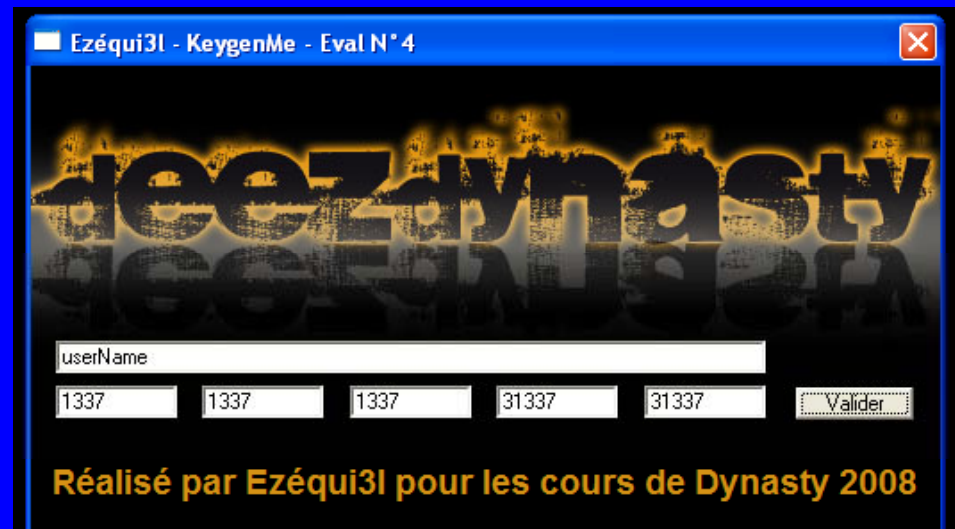 Ezéqui3l - KeygenMe - Eval N°4
deezdynasty
userName
1337 1337 1337 31337 31337 Valider
Réalisé par Ezéqui3l pour les cours de Dynasty 2008